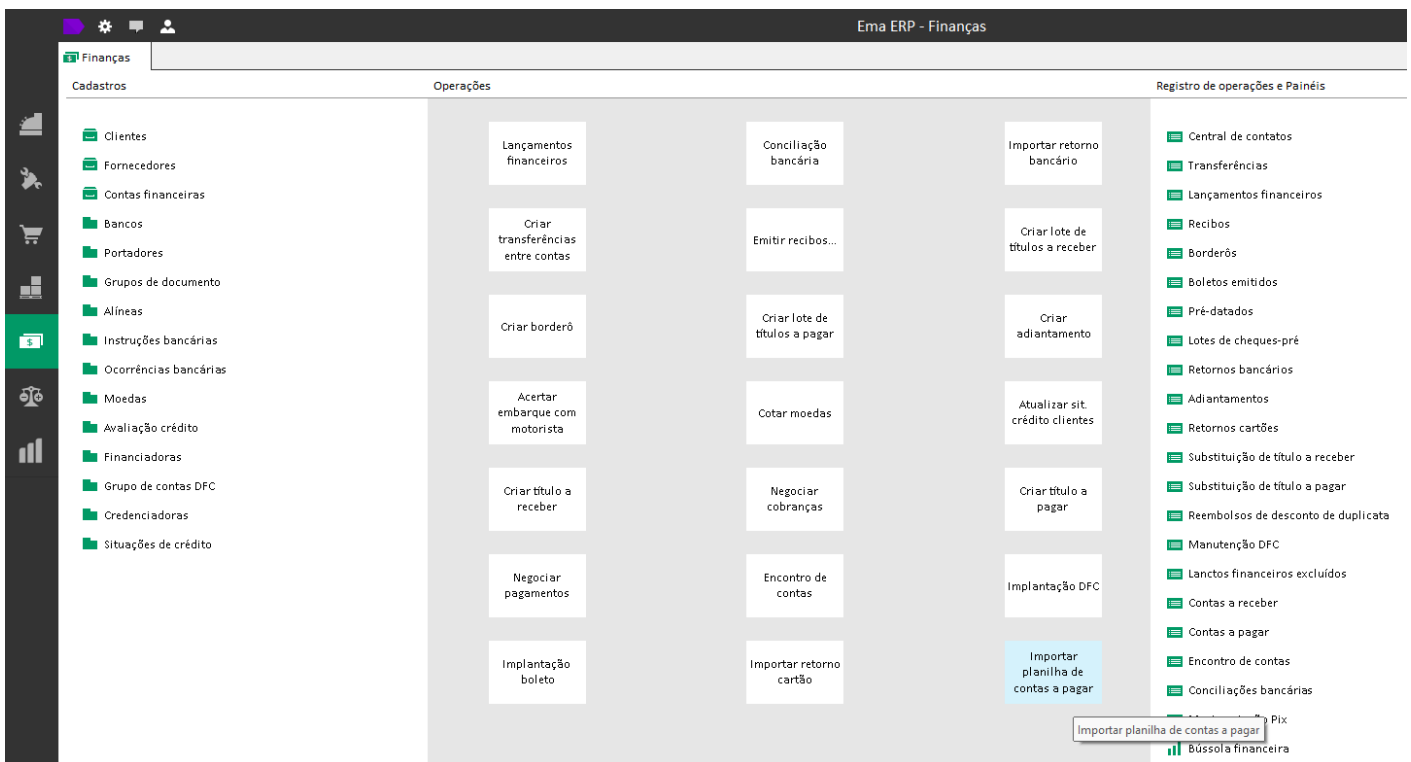 Ema ERP - Finanças
Finanças
Cadastros
Operações
Registro de operações e Painéis
Clientes
Fornecedores
Contas financeiras
Bancos
Portadores
Grupos de documento
Alíneas
Instruções bancárias
Ocorrências bancárias
Moedas
Avaliação crédito
Financiadoras
Grupo de contas DFC
Credenciadoras
Situações de crédito
Lançamentos
financeiros
Conciliação
bancária
Importar retorno
bancário
Criar
transferências
entre contas
Emitir recibos...
Criar lote de
títulos a receber
Criar borderô
Criar lote de
títulos a pagar
Criar
adiantamento
Acertar
embarque com
motorista
Cotar moedas
Atualizar sit.
crédito clientes
Criar título a
receber
Negociar
cobranças
Criar título a
pagar
Negociar
pagamentos
Encontro de
contas
Implantação DFC
Implantação
boleto
Importar retorno
cartão
Importar
planilha de
contas a pagar
Importar planilha de contas a pagar
Central de contatos
Transferências
Lançamentos financeiros
Recibos
Borderôs
Boletos emitidos
Pré-datados
Lotes de cheques-pré
Retornos bancários
Adiantamentos
Retornos cartões
Substituição de título a receber
Substituição de título a pagar
Reembolsos de desconto de duplicata
Manutenção DFC
Lanctos financeiros excluídos
Contas a receber
Contas a pagar
Encontro de contas
Conciliações bancárias
Pix
Bússola financeira